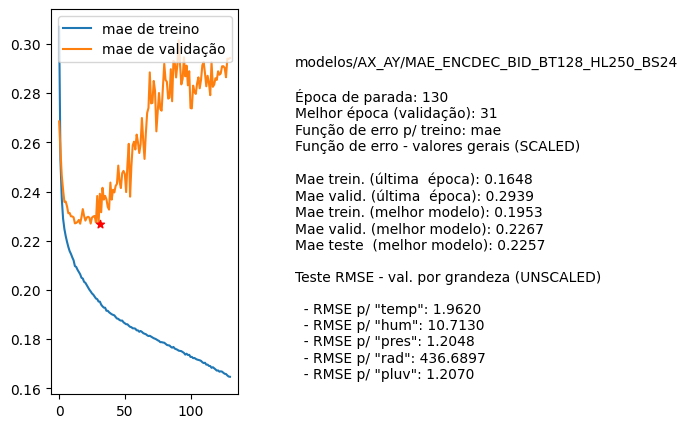 mae de treino
mae de validação
0.30
0.28
0.26
0.24
0.22
0.20
0.18
0.16
0
50
100
modelos/AX_AY/MAE_ENCDEC_BID_BT128_HL250_BS24
Época de parada: 130
Melhor época (validação): 31
Função de erro p/ treino: mae
Função de erro - valores gerais (SCALED)
Mae trein. (última  época): 0.1648
Mae valid. (última  época): 0.2939
Mae trein. (melhor modelo): 0.1953
Mae valid. (melhor modelo): 0.2267
Mae teste  (melhor modelo): 0.2257
Teste RMSE - val. por grandeza (UNSCALED)
- RMSE p/ "temp": 1.9620
- RMSE p/ "hum": 10.7130
- RMSE p/ "pres": 1.2048
- RMSE p/ "rad": 436.6897
- RMSE p/ "pluv": 1.2070